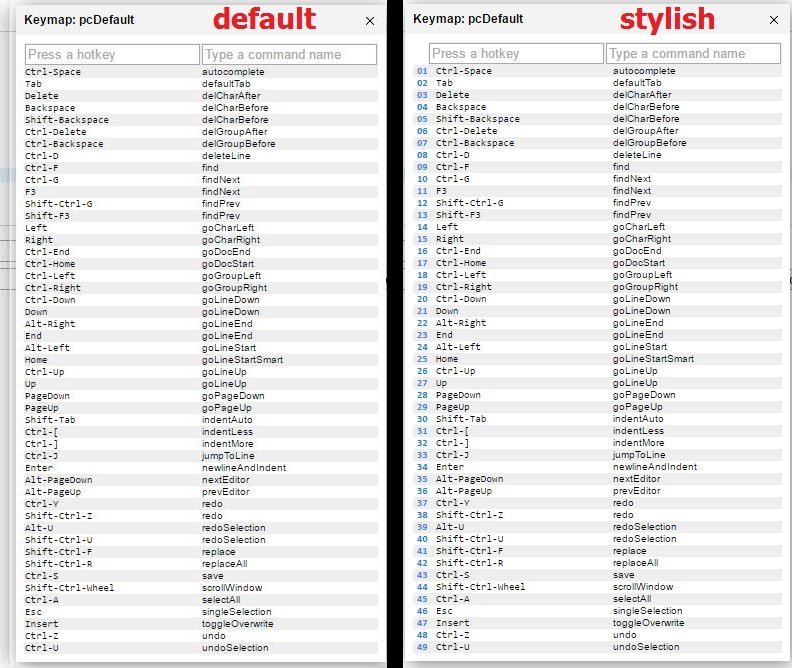 Keymap: pcDefault default ×
Press a hotkey Type a command name
Ctrl-Space autocomplete
Tab defaultTab
Delete delCharAfter
Backspace delCharBefore
Shift-Backspace delCharBefore
Ctrl-Delete delGroupAfter
Ctrl-Backspace delGroupBefore
Ctrl-D deleteLine
Ctrl-F find
Ctrl-G findNext
F3 findNext
Shift-Ctrl-G findPrev
Shift-F3 findPrev
Left goCharLeft
Right goCharRight
Ctrl-End goDocEnd
Ctrl-Home goDocStart
Ctrl-Left goGroupLeft
Ctrl-Right goGroupRight
Ctrl-Down goLineDown
Down goLineDown
Alt-Right goLineEnd
End goLineEnd
Alt-Left goLineStart
Home goLineStartSmart
Ctrl-Up goLineUp
Up goLineUp
PageDown goPageDown
PageUp goPageUp
Shift-Tab indentAuto
Ctrl-[ indentLess
Ctrl-] indentMore
Ctrl-J jumpToLine
Enter newlineAndIndent
Alt-PageDown nextEditor
Alt-PageUp prevEditor
Ctrl-Y redo
Shift-Ctrl-Z redo
Alt-U redoSelection
Shift-Ctrl-U redoSelection
Shift-Ctrl-F replace
Shift-Ctrl-R replaceAll
Ctrl-S save
Shift-Ctrl-Wheel scrollWindow
Ctrl-A selectAll
Esc singleSelection
Insert toggleOverwrite
Ctrl-Z undo
Ctrl-U undoSelection
Keymap: pcDefault stylish ×
Press a hotkey Type a command name
01 Ctrl-Space autocomplete
02 Tab defaultTab
03 Delete delCharAfter
04 Backspace delCharBefore
05 Shift-Backspace delCharBefore
06 Ctrl-Delete delGroupAfter
07 Ctrl-Backspace delGroupBefore
08 Ctrl-D deleteLine
09 Ctrl-F find
10 Ctrl-G findNext
11 F3 findNext
12 Shift-Ctrl-G findPrev
13 Shift-F3 findPrev
14 Left goCharLeft
15 Right goCharRight
16 Ctrl-End goDocEnd
17 Ctrl-Home goDocStart
18 Ctrl-Left goGroupLeft
19 Ctrl-Right goGroupRight
20 Ctrl-Down goLineDown
21 Down goLineDown
22 Alt-Right goLineEnd
23 End goLineEnd
24 Alt-Left goLineStart
25 Home goLineStartSmart
26 Ctrl-Up goLineUp
27 Up goLineUp
28 PageDown goPageDown
29 PageUp goPageUp
30 Shift-Tab indentAuto
31 Ctrl-[ indentLess
32 Ctrl-] indentMore
33 Ctrl-J jumpToLine
34 Enter newlineAndIndent
35 Alt-PageDown nextEditor
36 Alt-PageUp prevEditor
37 Ctrl-Y redo
38 Shift-Ctrl-Z redo
39 Alt-U redoSelection
40 Shift-Ctrl-U redoSelection
41 Shift-Ctrl-F replace
42 Shift-Ctrl-R replaceAll
43 Ctrl-S save
44 Shift-Ctrl-Wheel scrollWindow
45 Ctrl-A selectAll
46 Esc singleSelection
47 Insert toggleOverwrite
48 Ctrl-Z undo
49 Ctrl-U undoSelection